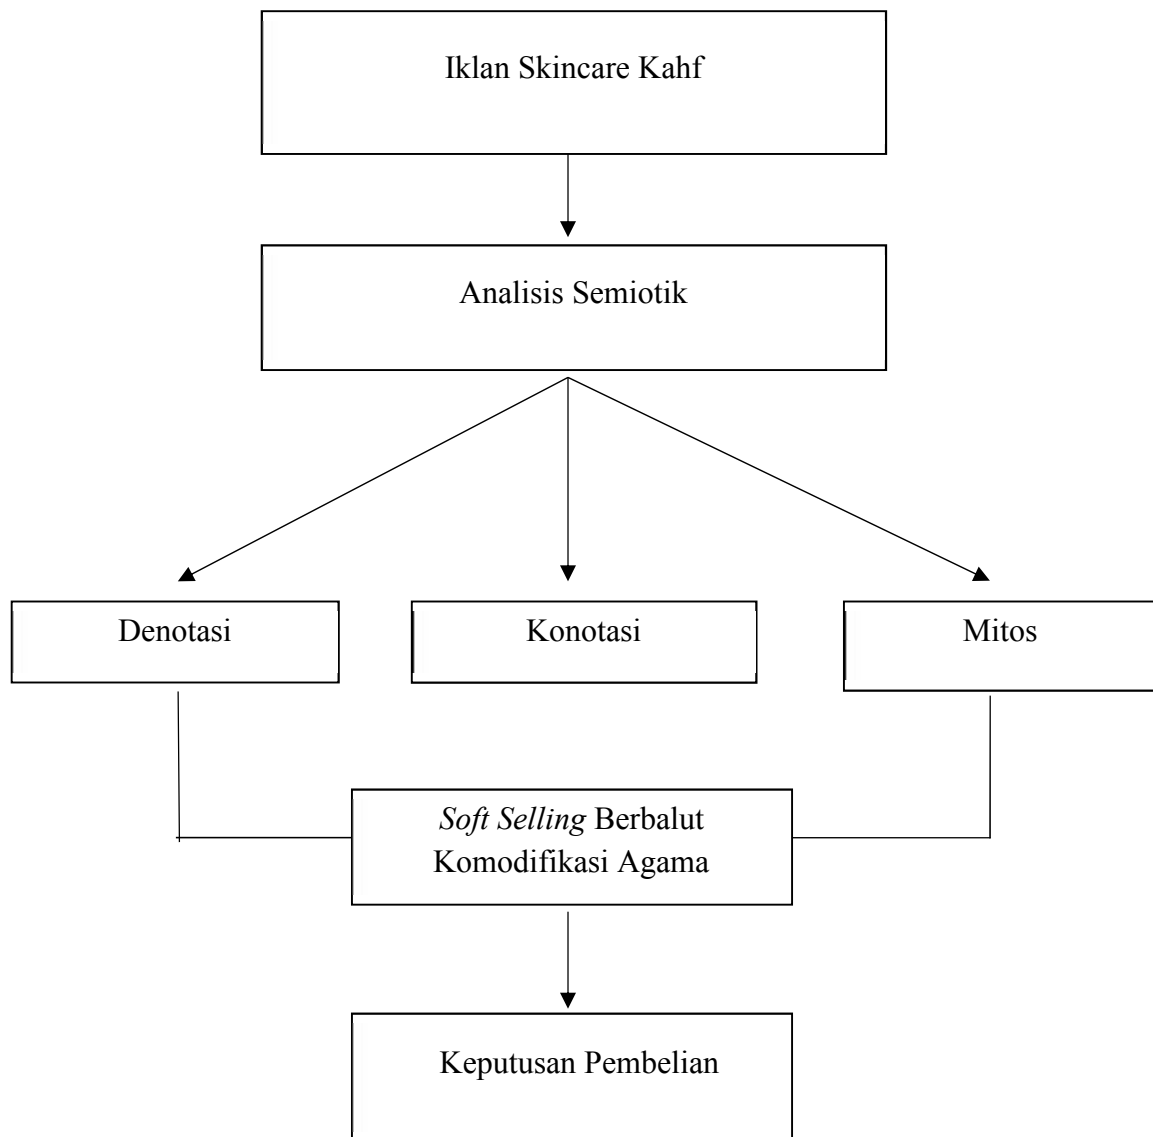 Iklan Skincare Kahf
Analisis Semiotik
Denotasi
Konotasi
Mitos
Soft Selling Berbalut
Komodifikasi Agama
Keputusan Pembelian